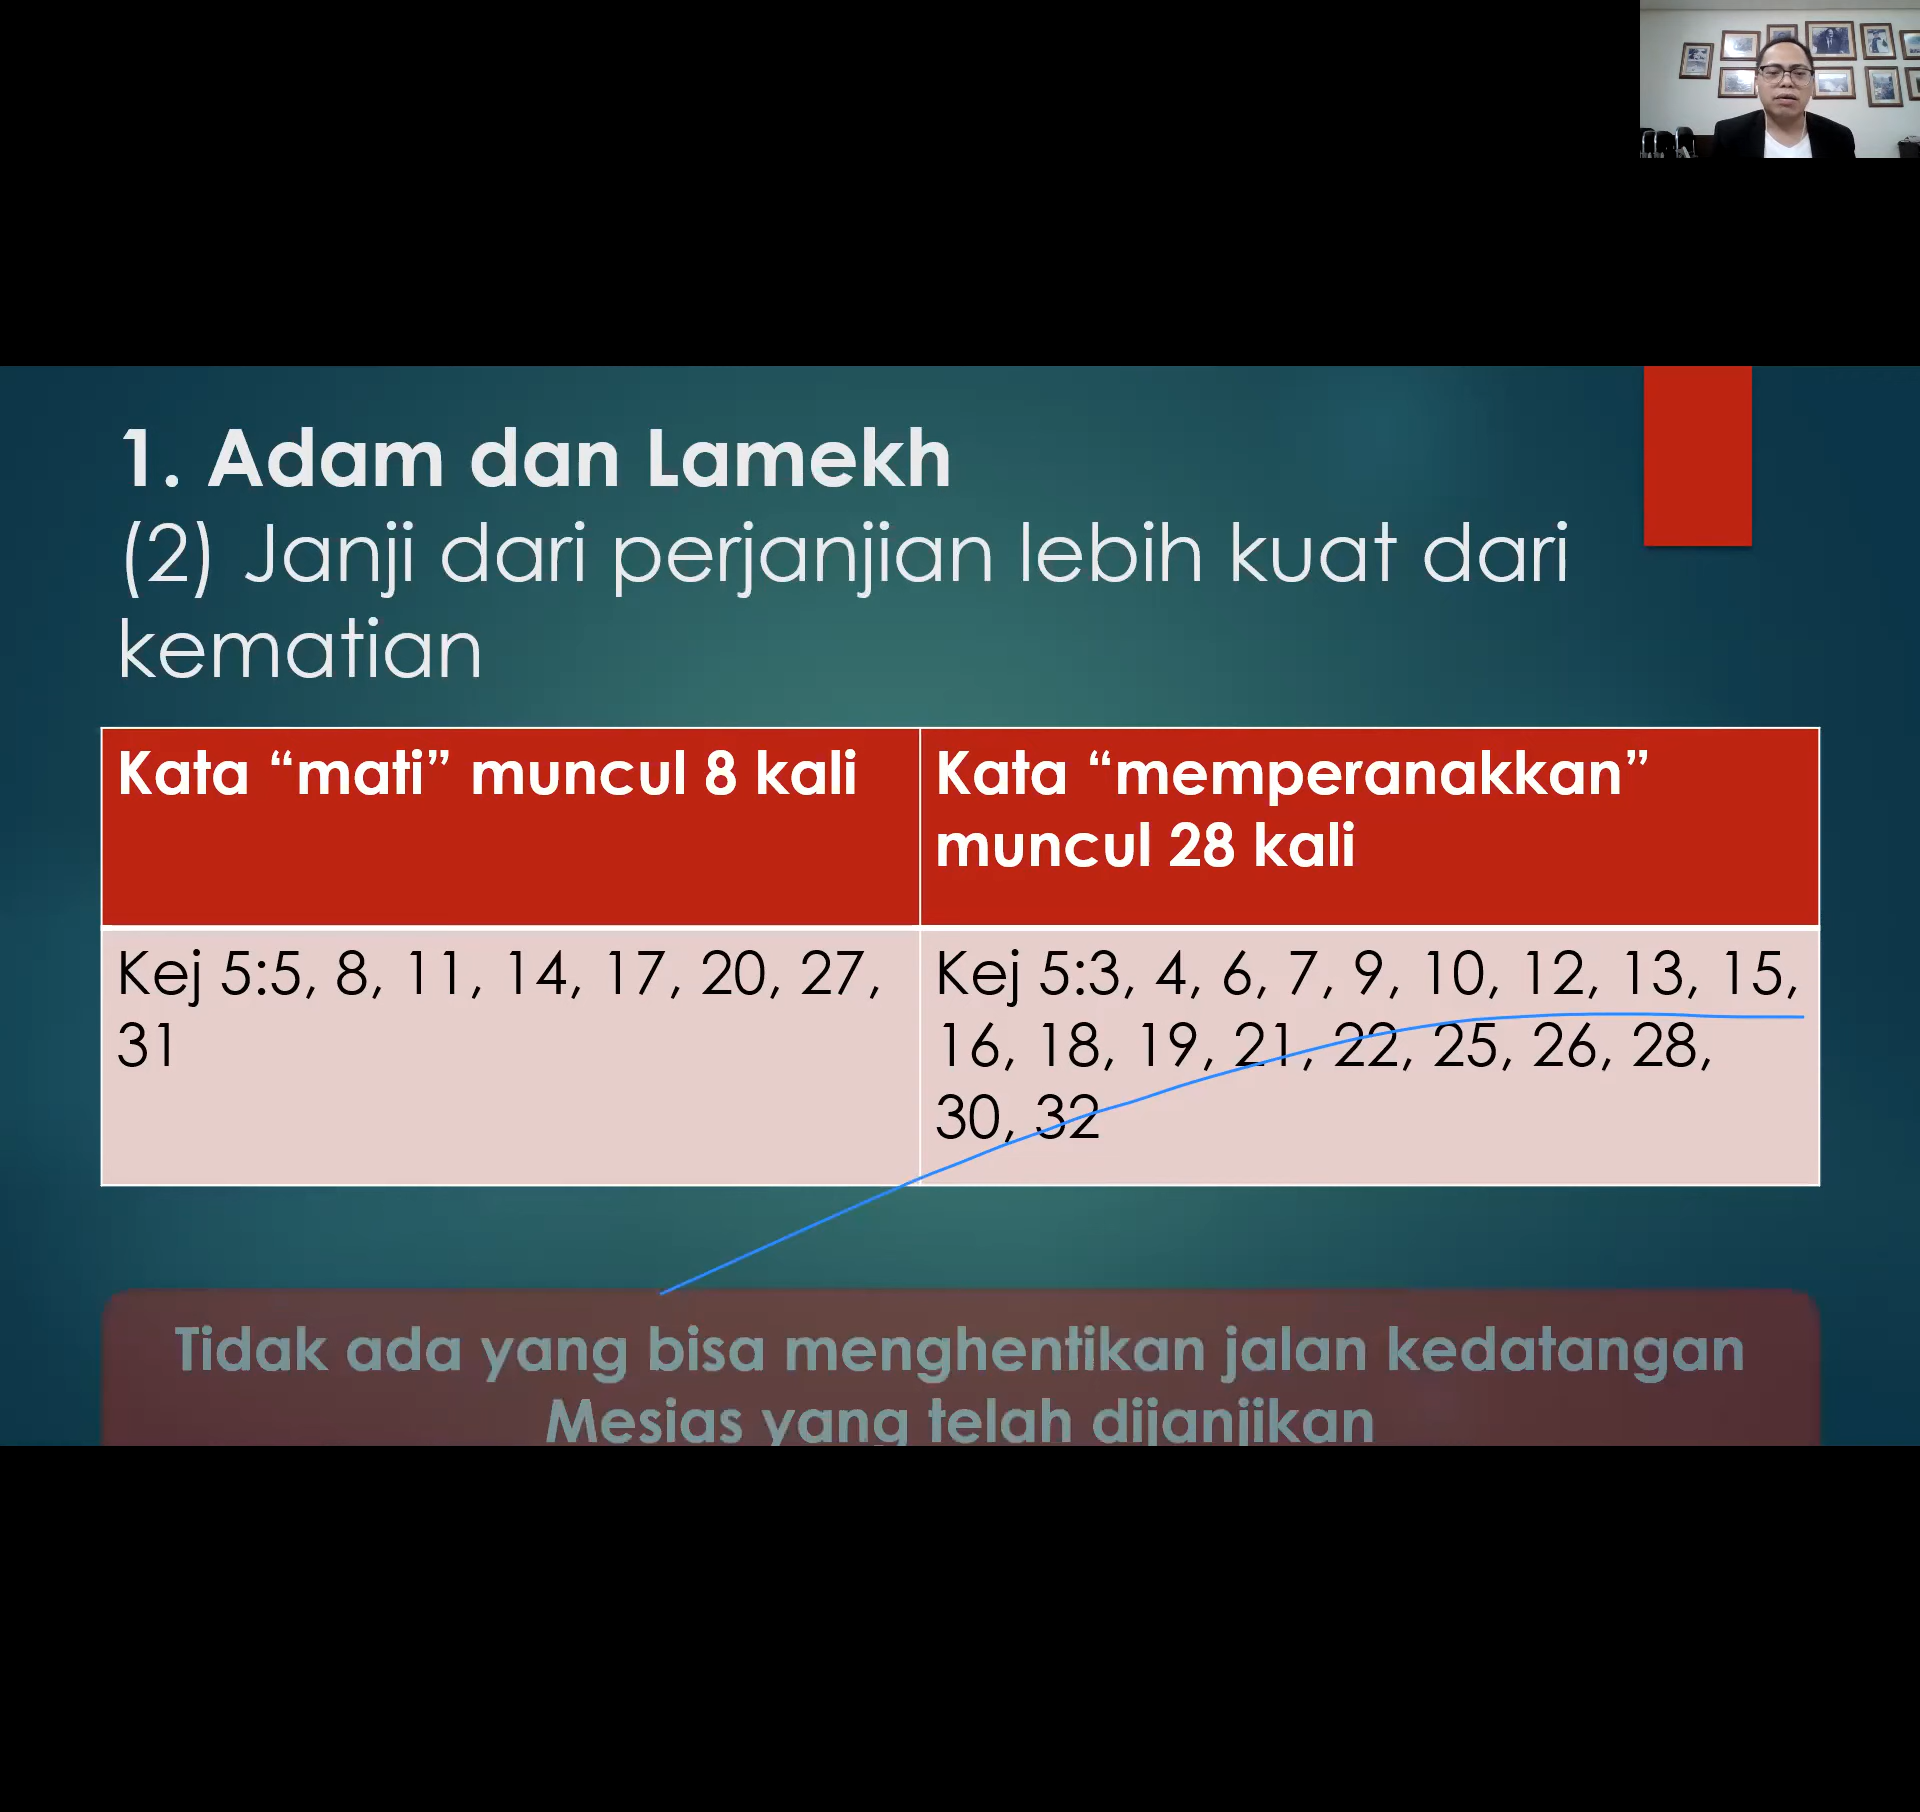 1. Adam dan Lamekh
(2) Janji dari perjanjian lebih kuat dari
kematian
Kata “mati” muncul 8 kali
Kata “memperanakkan”
muncul 28 kali
Kej 5:5, 8, 11, 14, 17, 20, 27,
31
Kej 5:3, 4, 6, 7, 9, 10, 12, 13, 15,
16, 18, 19, 21, 22, 25, 26, 28,
30, 32
Tidak ada yang bisa menghentikan jalan kedatangan
Mesias yang telah dijanjikan